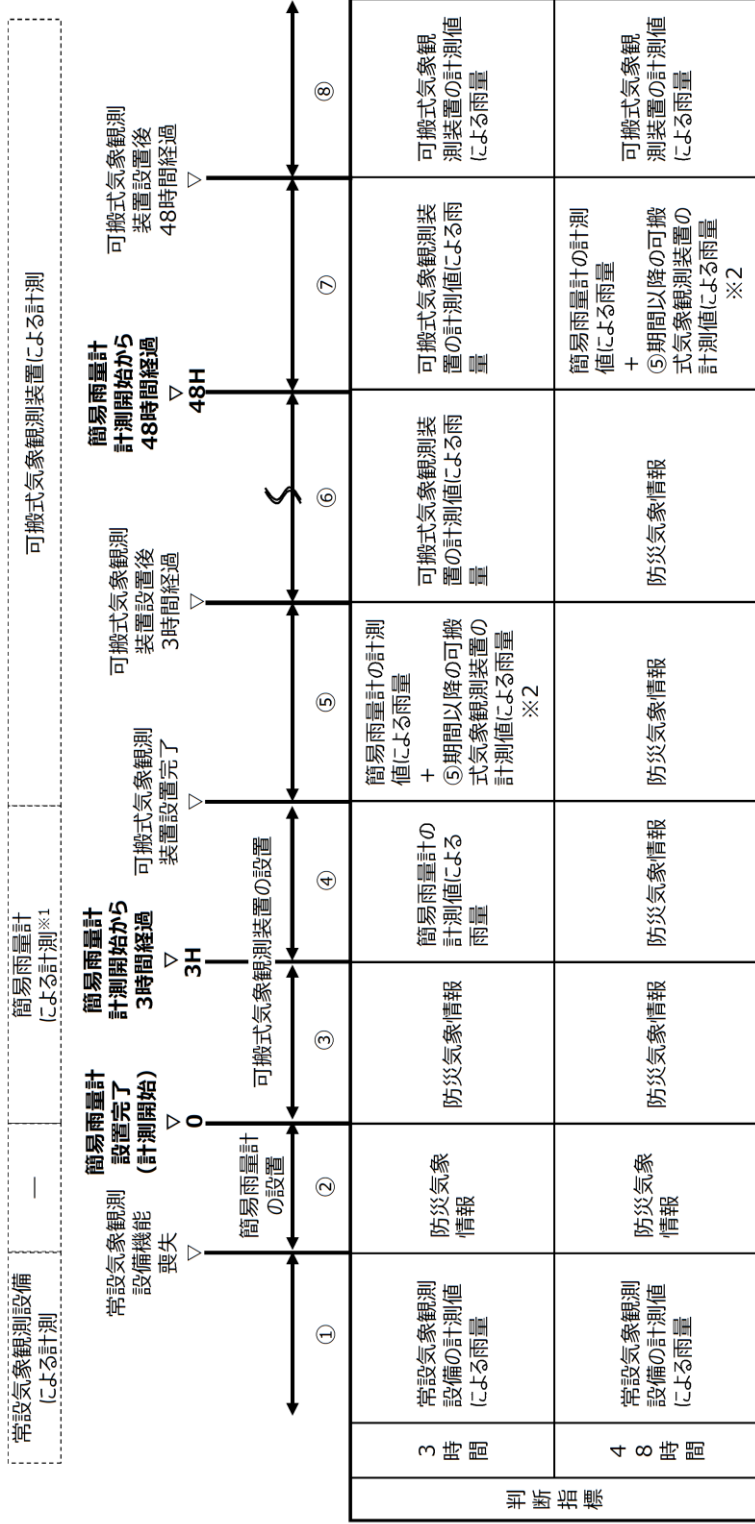 常設気象観測設備
による計測
―
簡易雨量計
による計測※1
可搬式気象観測装置による計測
常設気象観測
設備機能
喪失
▽
簡易雨量計
設置完了
(計測開始)
▽
0
簡易雨量計
計測開始から
3時間経過
▽
3H
可搬式気象観測
装置設置完了
▽
可搬式気象観測
装置設置後
3時間経過
▽
簡易雨量計
計測開始から
48時間経過
▽
48H
可搬式気象観測
装置設置後
48時間経過
▽
簡易雨量計
の設置
可搬式気象観測装置の設置
①
②
③
④
⑤
⑥
⑦
⑧
判断指標
3時間
常設気象観測
設備の計測値
による雨量
防災気象
情報
防災気象情報
簡易雨量計の
計測値による
雨量
簡易雨量計の計測
値による雨量
+
⑤期間以降の可搬
式気象観測装置の
計測値による雨量
※2
可搬式気象観測装
置の計測値による雨
量
可搬式気象観測装
置の計測値による雨
量
可搬式気象観
測装置の計測値
による雨量
48時間
常設気象観測
設備の計測値
による雨量
防災気象
情報
防災気象情報
防災気象情報
防災気象情報
防災気象情報
簡易雨量計の計測
値による雨量
+
⑤期間以降の可搬
式気象観測装置の
計測値による雨量
※2
可搬式気象観
測装置の計測値
による雨量